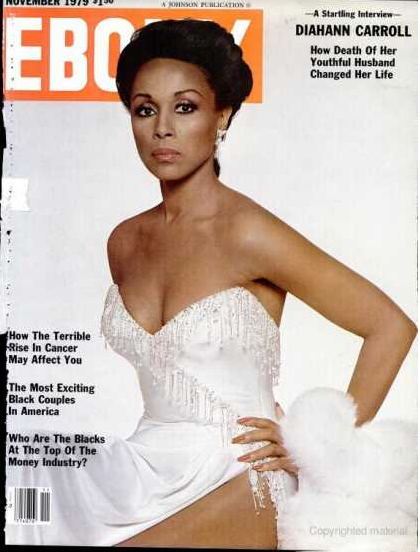 NOVEMBER 1979 $1.50
A JOHNSON PUBLICATION ®
EBONY
A Startling Interview
DIAHANN CARROLL
How Death Of Her
Youthful Husband
Changed Her Life
How The Terrible
Rise In Cancer
May Affect You
The Most Exciting
Black Couples
In America
Who Are The Blacks
At The Top Of The
Money Industry?
Copyrighted material